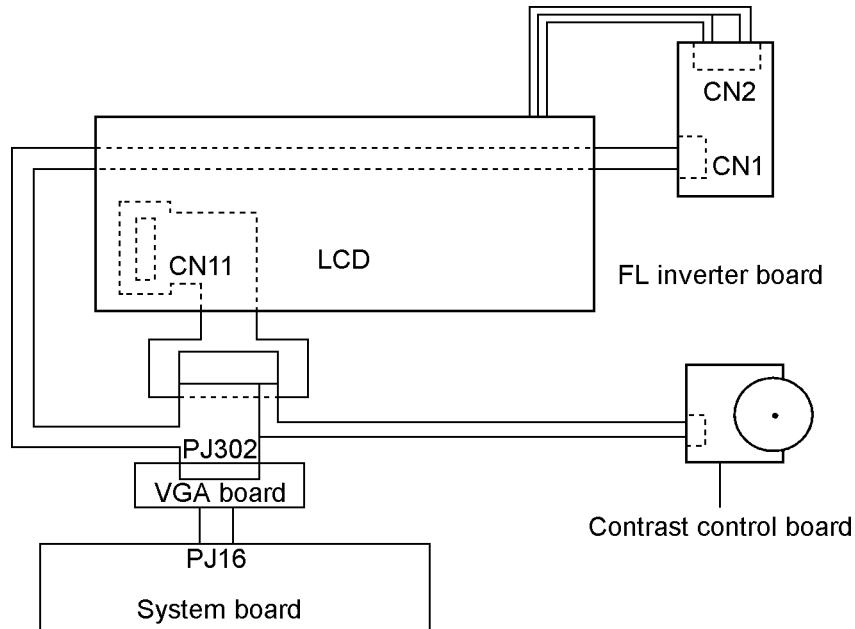 CN2
CN1
LCD
CN11
FL inverter board
PJ302
VGA board
Contrast control board
PJ16
System board